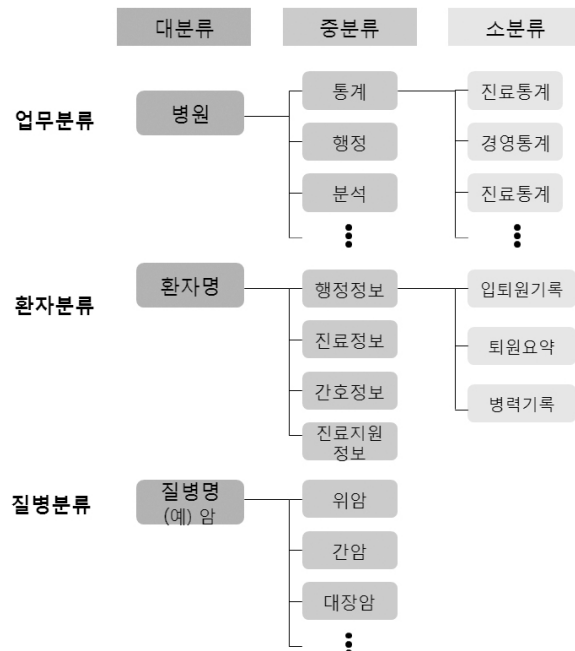 대분류 중분류 소분류
업무분류 병원 통계 진료통계
행정 경영통계
분석 진료통계
환자분류 환자명 행정정보 입퇴원기록
진료정보 퇴원요약
간호정보 병력기록
진료지원
정보
질병분류 질병명 위암
(예) 암
간암
대장암